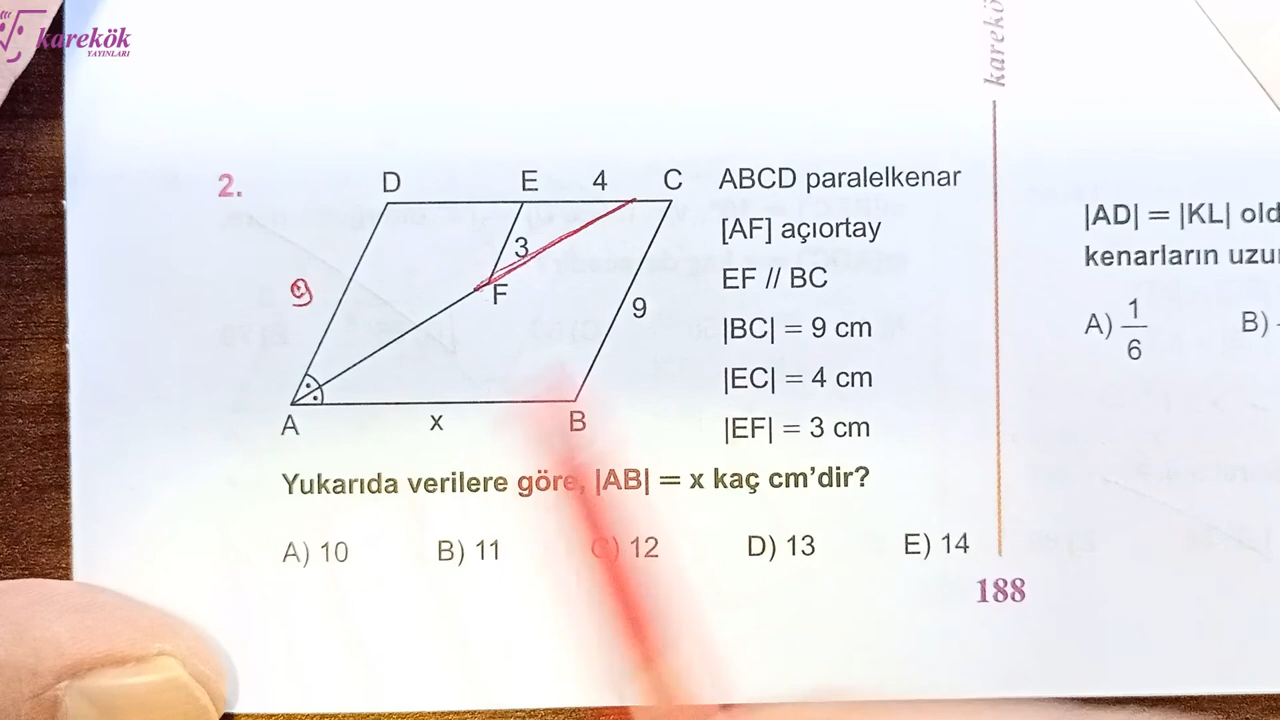 karekök
YAYINLARI
karekö
2.
D
E
4
C
3
F
9
9
A
x
B
ABCD paralelkenar
[AF] açıortay
EF // BC
|BC| = 9 cm
|EC| = 4 cm
|EF| = 3 cm
Yukarıda verilere göre, |AB| = x kaç cm'dir?
A) 10 B) 11 C) 12 D) 13 E) 14
188
|AD| = |KL| old
kenarların uzu
A) 1/6 B)